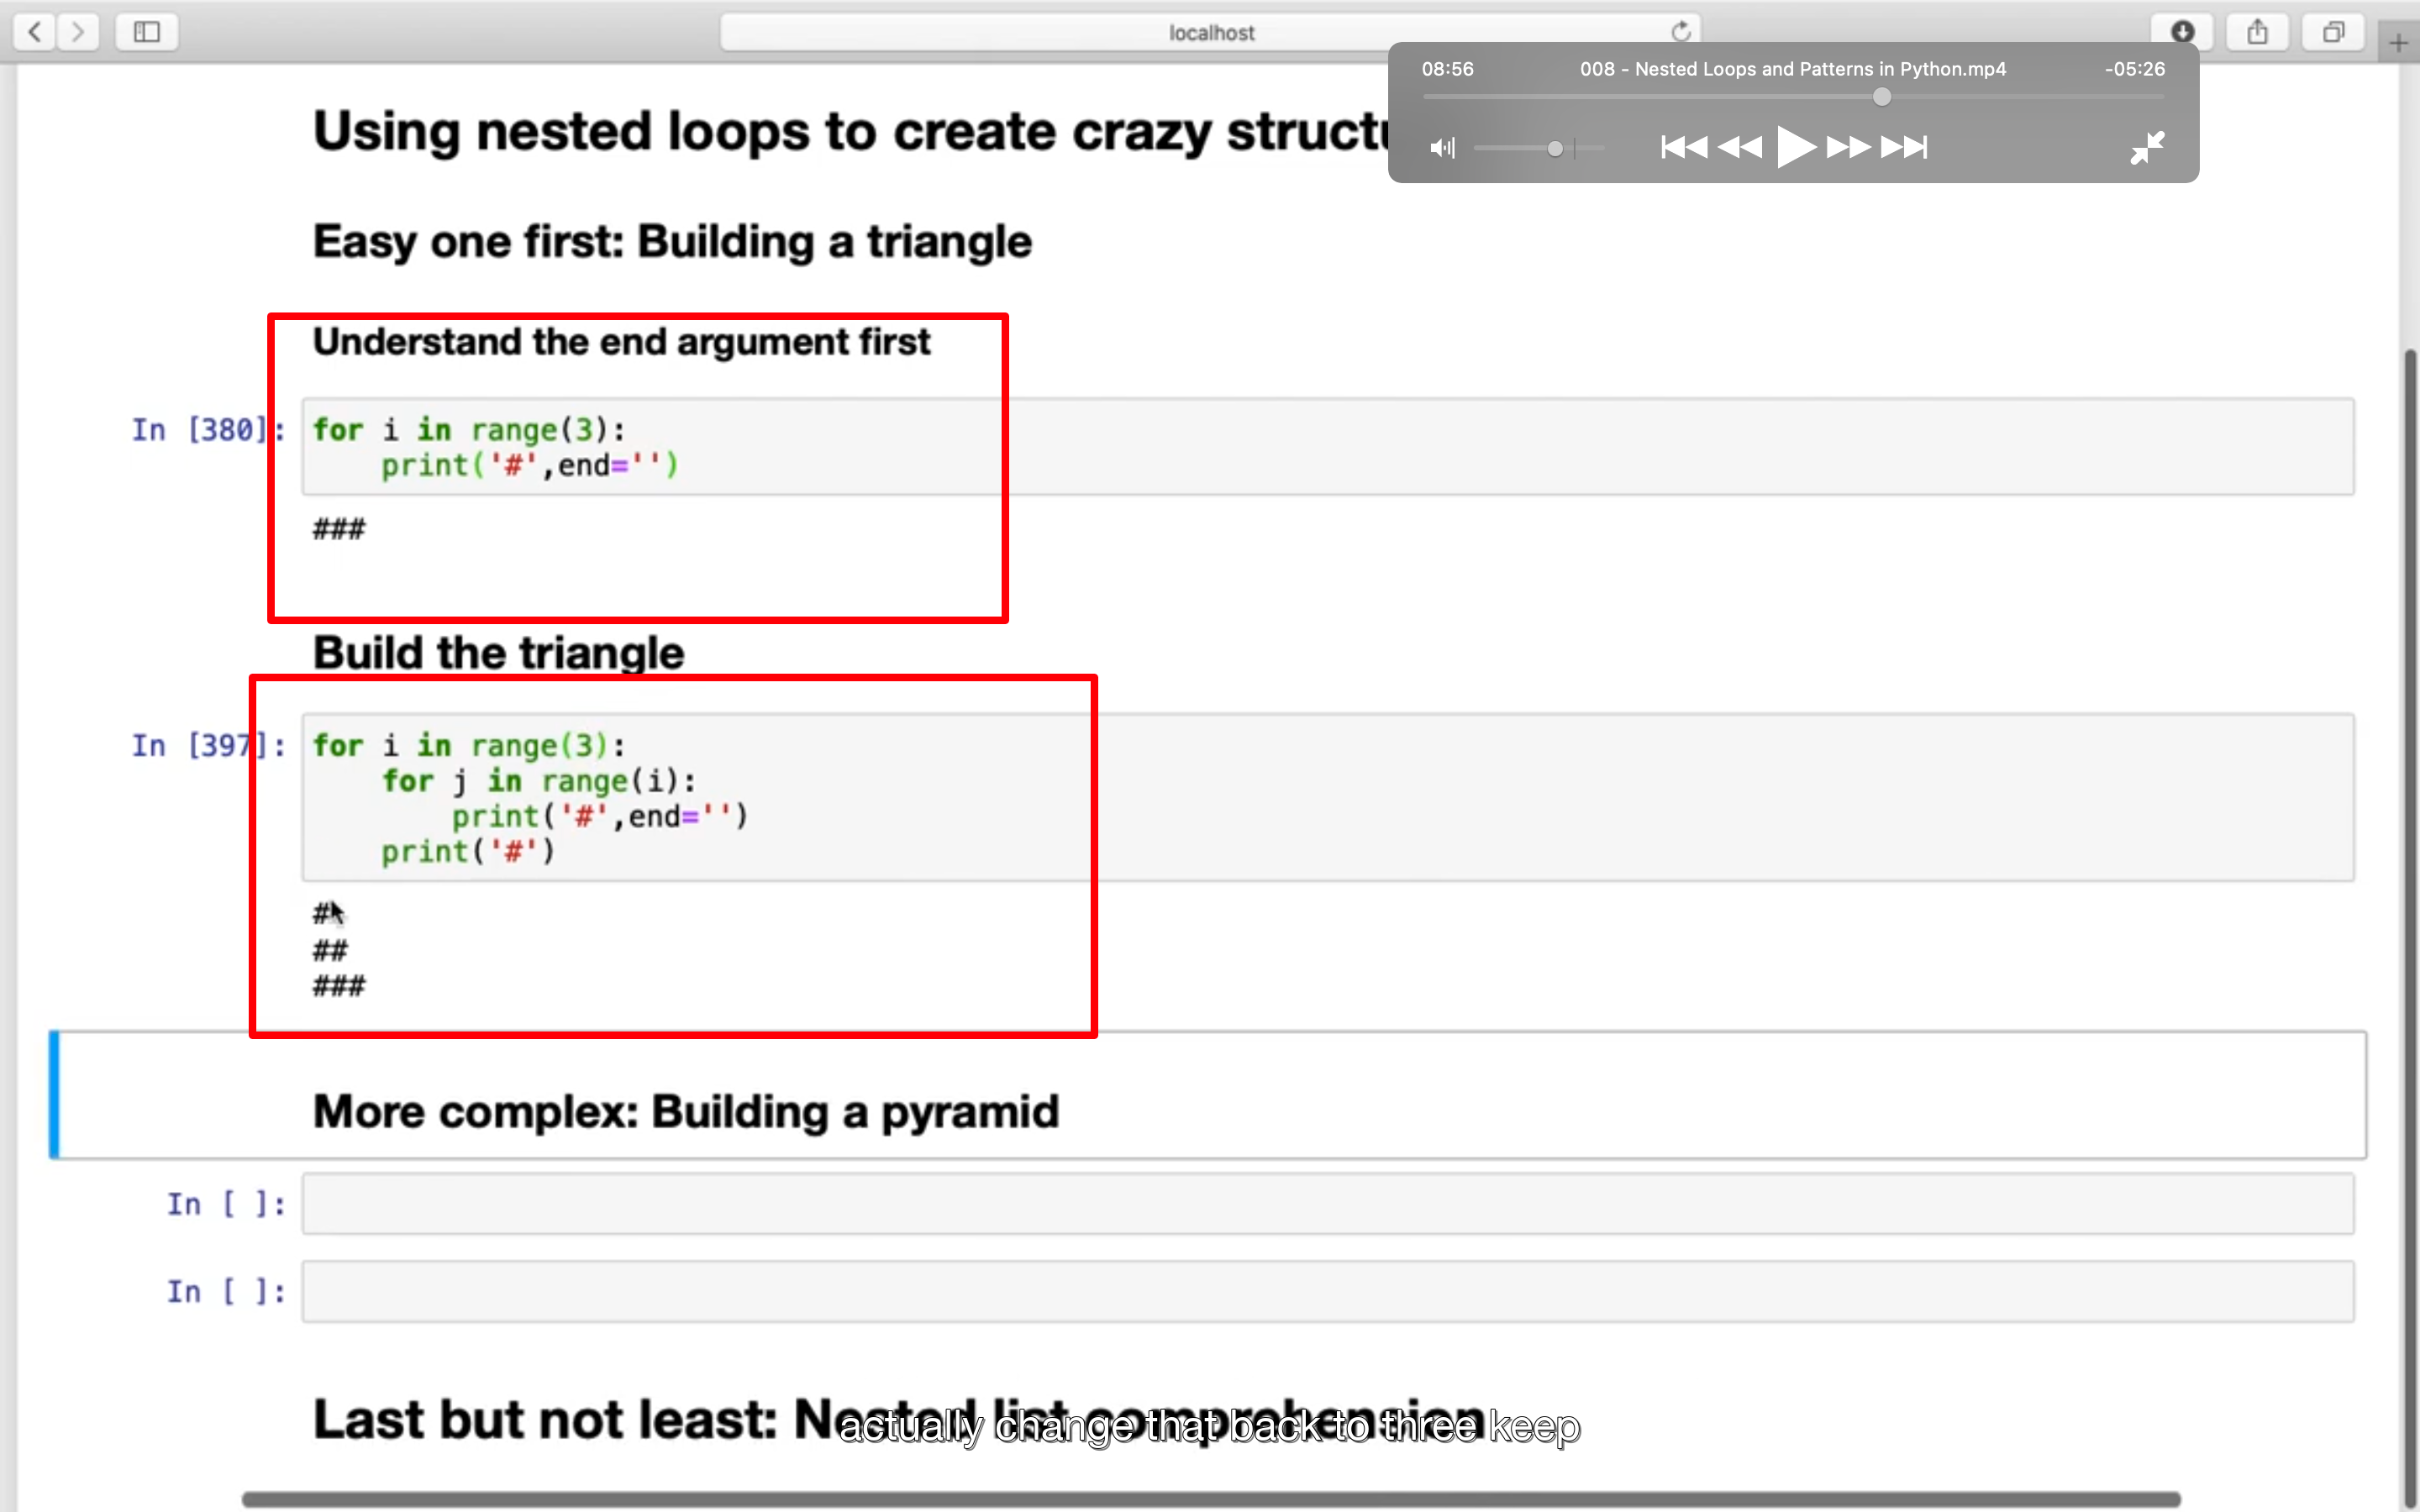 localhost
08:56 008 - Nested Loops and Patterns in Python.mp4 -05:26
Using nested loops to create crazy
Easy one first: Building a triangle
Understand the end argument first
In [380]: for i in range(3):
    print('#',end='')
###
Build the triangle
In [397]: for i in range(3):
    for j in range(i):
        print('#',end='')
    print('#')
#
##
###
More complex: Building a pyramid
In [ ]:
In [ ]:
Last but not least: Nested list comprehension
actually change that back to three keep